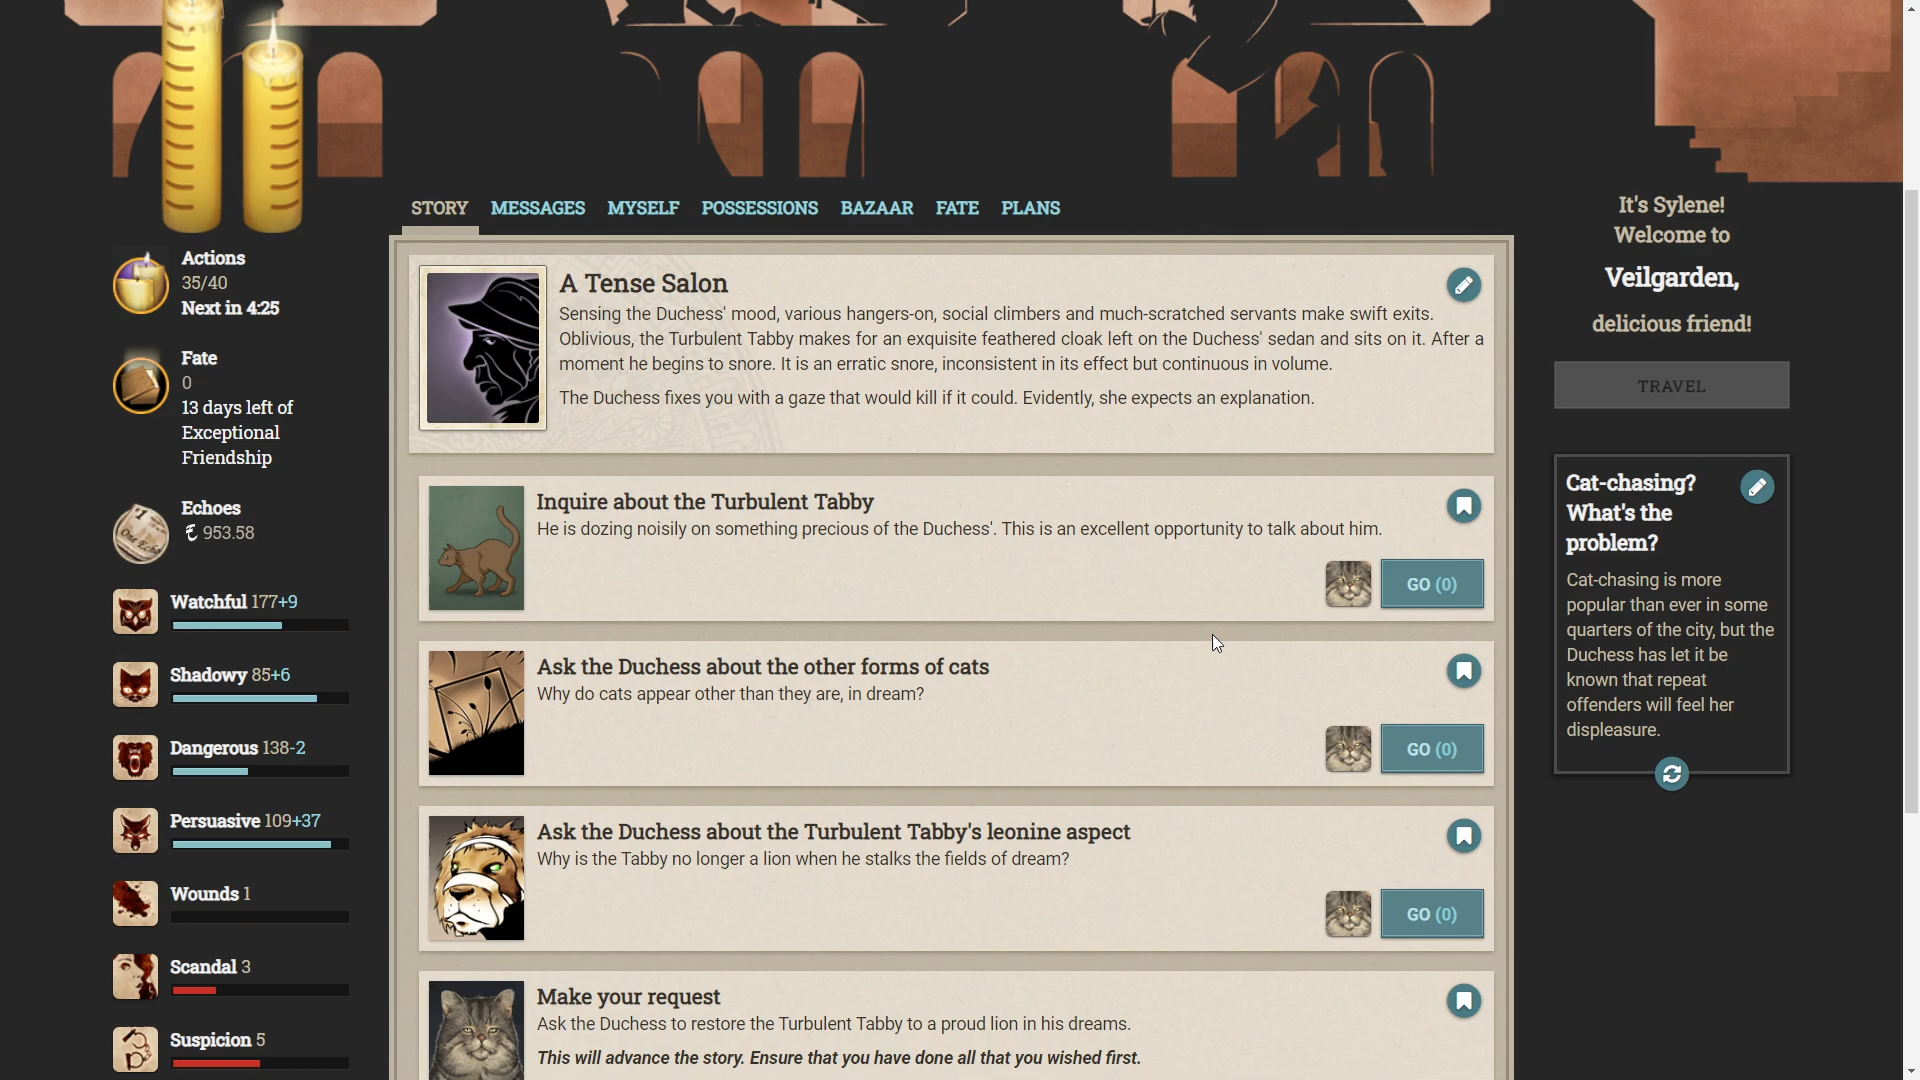 STORY MESSAGES MYSELF POSSESSIONS BAZAAR FATE PLANS
Actions
35/40
Next in 4:25
Fate
0
13 days left of
Exceptional
Friendship
Echoes
953.58
Watchful 177+9
Shadowy 85+6
Dangerous 138-2
Persuasive 109+37
Wounds 1
Scandal 3
Suspicion 5
A Tense Salon
Sensing the Duchess' mood, various hangers-on, social climbers and much-scratched servants make swift exits.
Oblivious, the Turbulent Tabby makes for an exquisite feathered cloak left on the Duchess' sedan and sits on it. After a
moment he begins to snore. It is an erratic snore, inconsistent in its effect but continuous in volume.
The Duchess fixes you with a gaze that would kill if it could. Evidently, she expects an explanation.
Inquire about the Turbulent Tabby
He is dozing noisily on something precious of the Duchess'. This is an excellent opportunity to talk about him.
GO (0)
Ask the Duchess about the other forms of cats
Why do cats appear other than they are, in dream?
GO (0)
Ask the Duchess about the Turbulent Tabby's leonine aspect
Why is the Tabby no longer a lion when he stalks the fields of dream?
GO (0)
Make your request
Ask the Duchess to restore the Turbulent Tabby to a proud lion in his dreams.
This will advance the story. Ensure that you have done all that you wished first.
It's Sylene!
Welcome to
Veilgarden,
delicious friend!
TRAVEL
Cat-chasing?
What's the
problem?
Cat-chasing is more
popular than ever in some
quarters of the city, but the
Duchess has let it be
known that repeat
offenders will feel her
displeasure.